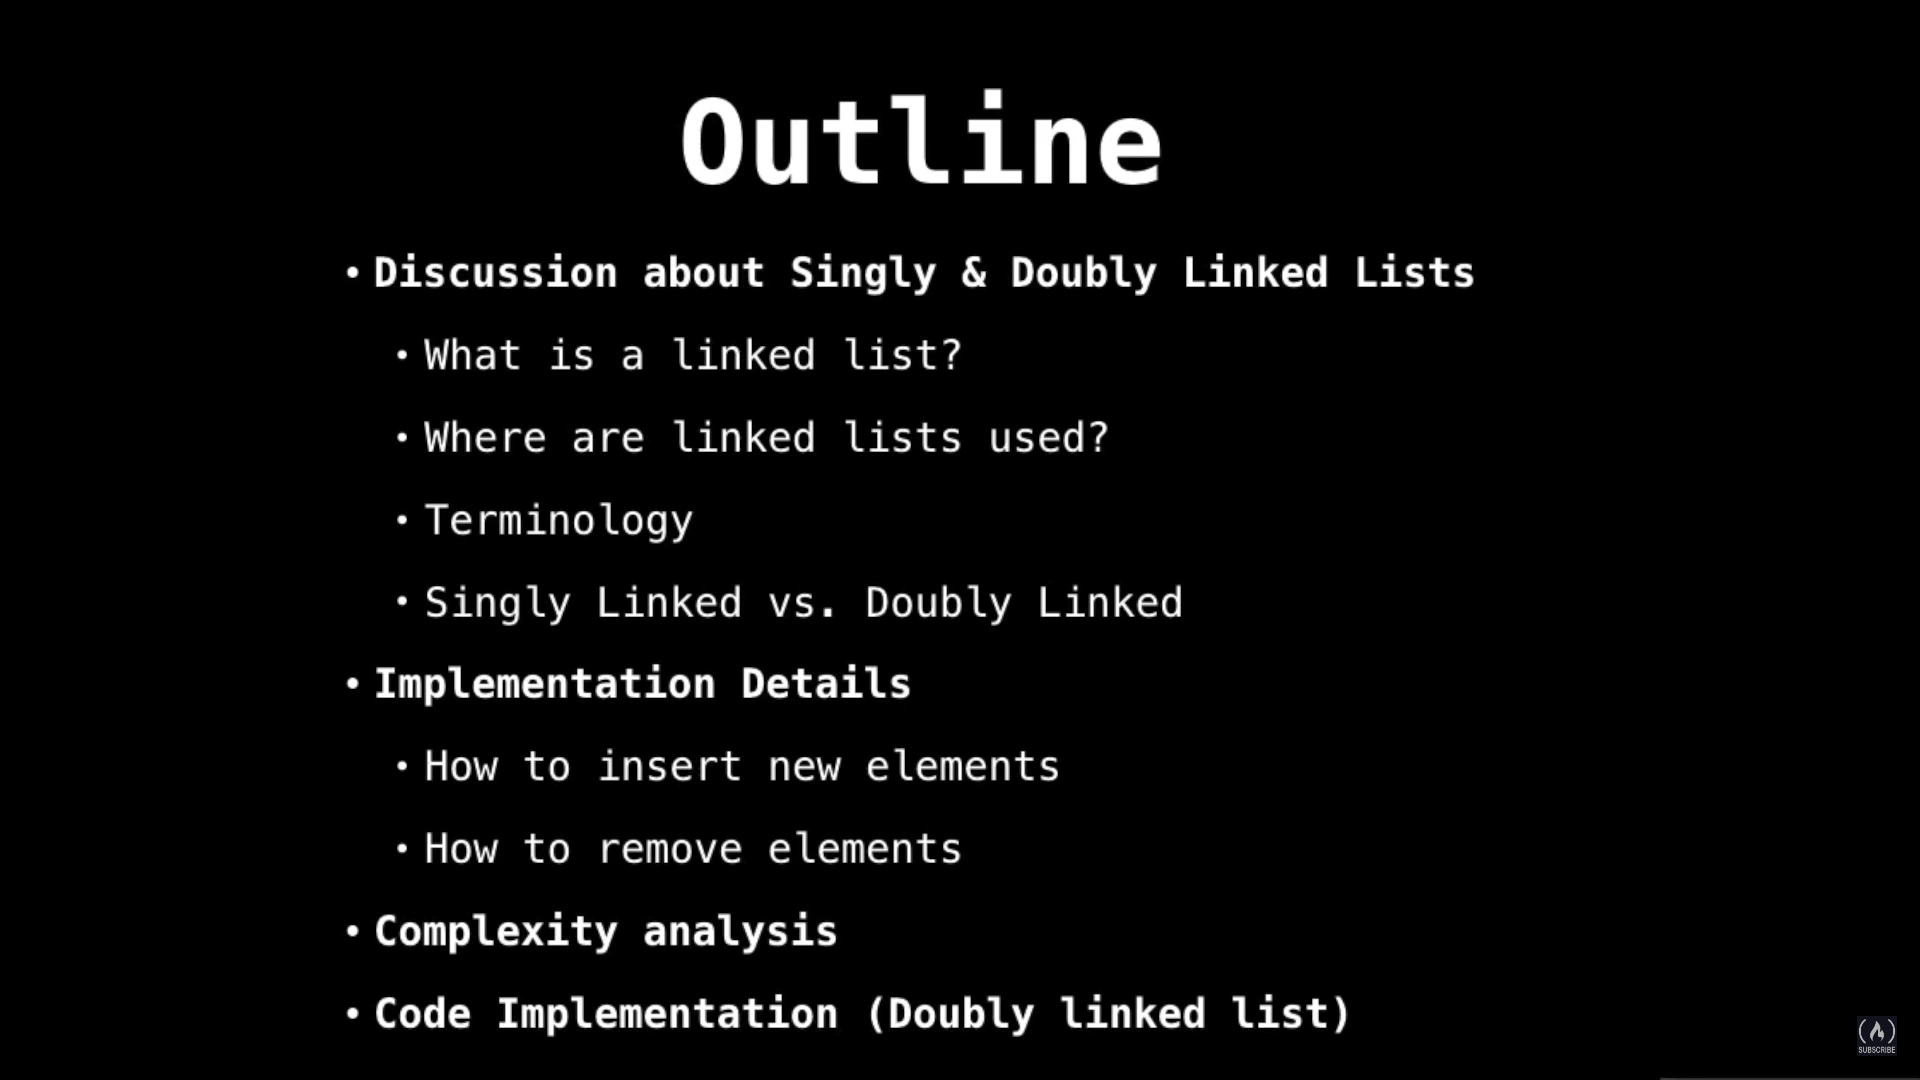 Outline
• Discussion about Singly & Doubly Linked Lists
• What is a linked list?
• Where are linked lists used?
• Terminology
• Singly Linked vs. Doubly Linked
• Implementation Details
• How to insert new elements
• How to remove elements
• Complexity analysis
• Code Implementation (Doubly linked list)
SUBSCRIBE